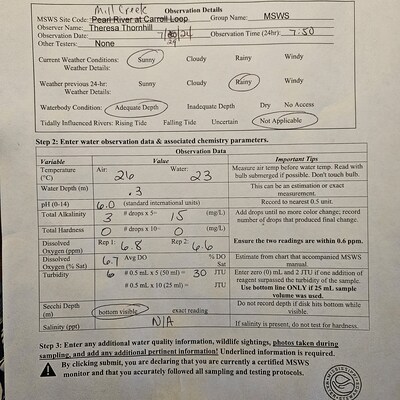 Mill Creek
Observation Details
MSWS Site Code: Pearl River at Carroll Loop Group Name: MSWS
Observer Name: Theresa Thornhill
Observation Date: 7/ /24 Observation Time (24hr): 7:50
Other Testers: None
Current Weather Conditions: Sunny Cloudy Rainy Windy
Weather Details:
Weather previous 24-hr: Sunny Cloudy Rainy Windy
Weather Details:
Waterbody Condition: Adequate Depth Inadequate Depth Dry No Access
Tidally Influenced Rivers: Rising Tide Falling Tide Uncertain Not Applicable
Step 2: Enter water observation data & associated chemistry parameters.
Observation Data
Variable Value Important Tips
Temperature (°C) Air: 26 Water: 23 Measure air temp before water temp. Read with bulb submerged if possible. Don't touch bulb.
Water Depth (m) .3 This can be an estimation or exact measurement.
pH (0-14) 6.0 (standard international units) Record to nearest 0.5 unit.
Total Alkalinity 3 # drops x 5= 15 (mg/L) Add drops until no more color change; record number of drops that produced final change.
Total Hardness 0 # drops x 10= 0 (mg/L)
Dissolved Oxygen (ppm) Rep 1: 6.8 Rep 2: 6.6 Ensure the two readings are within 0.6 ppm.
Dissolved Oxygen (% Sat) 6.7 Avg DO % DO Sat Estimate from chart that accompanied MSWS manual.
Turbidity 6 # 0.5 mL x 5 (50 ml) = 30 JTU Enter zero (0) mL and 2 JTU if one addition of reagent surpassed the turbidity of the sample.
# 0.5 mL x 10 (25 ml) = JTU Use bottom line ONLY if 25 mL sample volume was used.
Secchi Depth (m) bottom visible exact reading Do not record depth if disk hits bottom while visible.
Salinity (ppt) N/A If salinity is present, do not test for hardness.
Step 3: Enter any additional water quality information, wildlife sightings, photos taken during
sampling, and add any additional pertinent information! Underlined information is required.
By clicking submit, you are declaring that you are currently a certified MSWS
monitor and that you accurately followed all sampling and testing protocols.